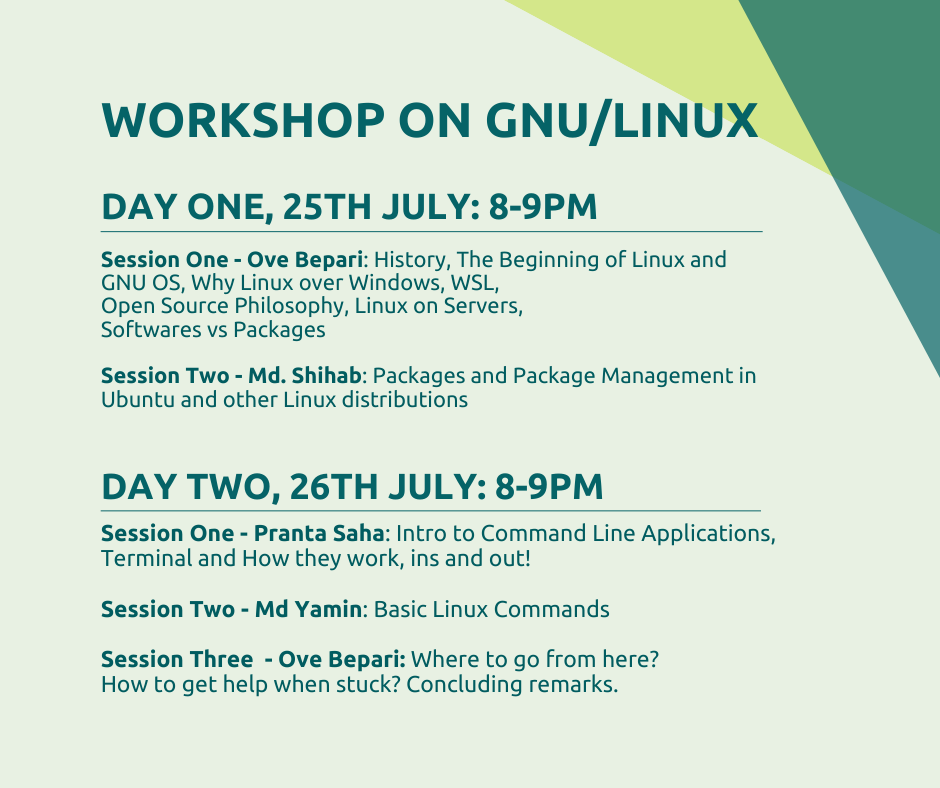 WORKSHOP ON GNU/LINUX
DAY ONE, 25TH JULY: 8-9PM
Session One - Ove Bepari: History, The Beginning of Linux and
GNU OS, Why Linux over Windows, WSL,
Open Source Philosophy, Linux on Servers,
Softwares vs Packages
Session Two - Md. Shihab: Packages and Package Management in
Ubuntu and other Linux distributions
DAY TWO, 26TH JULY: 8-9PM
Session One - Pranta Saha: Intro to Command Line Applications,
Terminal and How they work, ins and out!
Session Two - Md Yamin: Basic Linux Commands
Session Three  - Ove Bepari: Where to go from here?
How to get help when stuck? Concluding remarks.